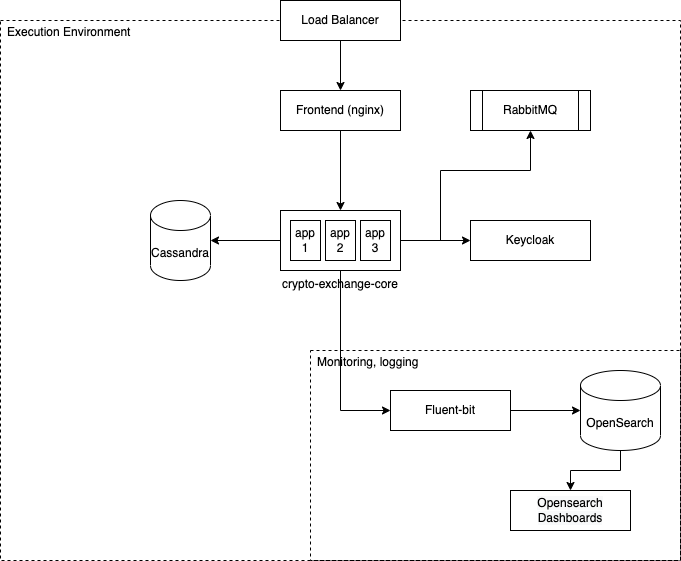 Load Balancer
Execution Environment
Frontend (nginx)
RabbitMQ
app
1
app
2
app
3
Cassandra
Keycloak
crypto-exchange-core
Monitoring, logging
Fluent-bit
OpenSearch
Opensearch
Dashboards